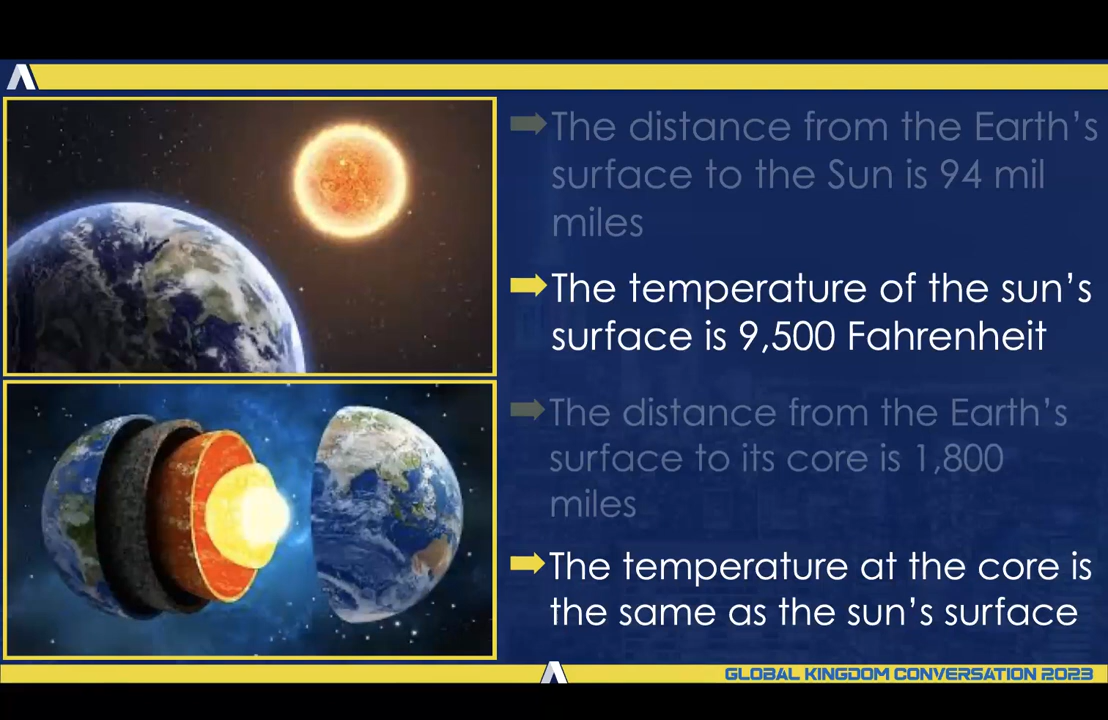 The distance from the Earth's
surface to the Sun is 94 mil
miles
The temperature of the sun's
surface is 9,500 Fahrenheit
The distance from the Earth's
surface to its core is 1,800
miles
The temperature at the core is
the same as the sun's surface
GLOBAL KINGDOM CONVERSATION 2023